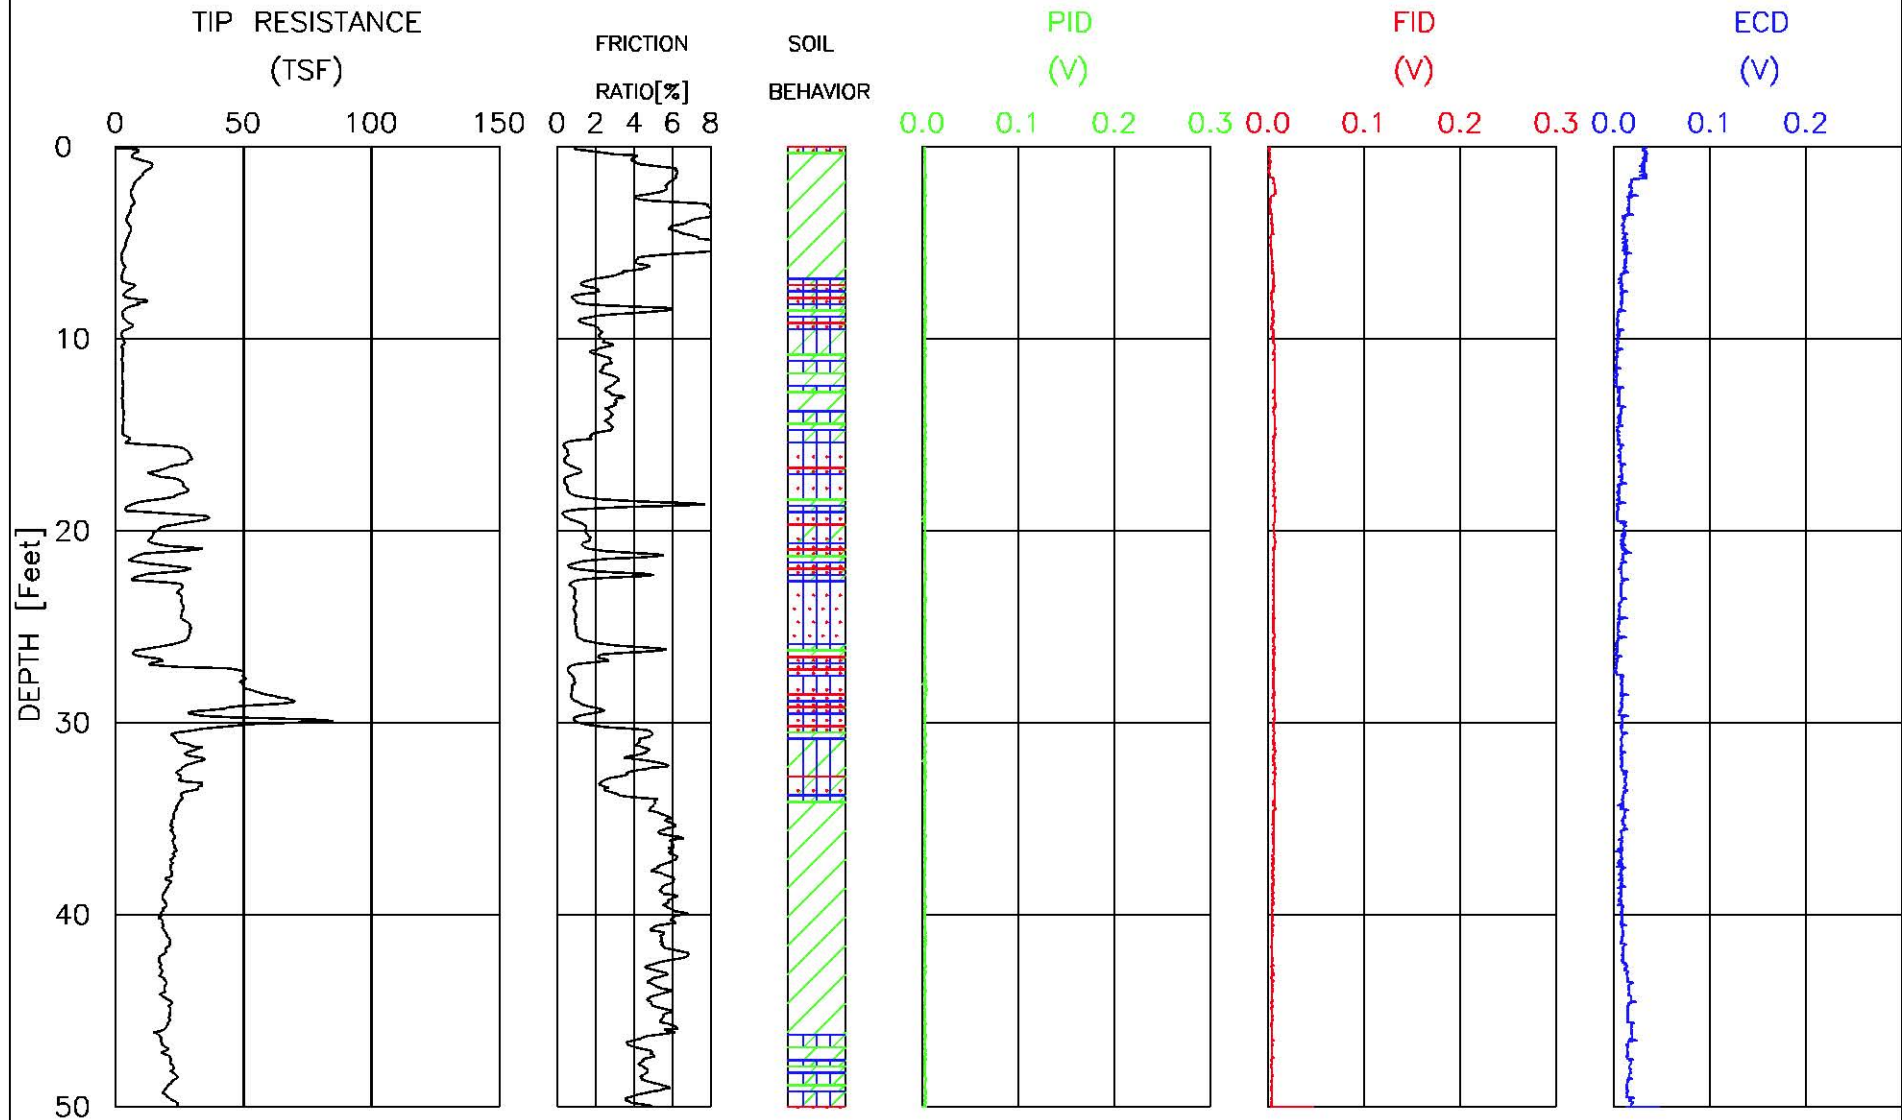 TIP RESISTANCE
(TSF)
0 50 100 150
FRICTION
RATIO[%]
0 2 4 6 8
SOIL
BEHAVIOR
PID
(V)
0.0 0.1 0.2 0.3
FID
(V)
0.0 0.1 0.2 0.3
ECD
(V)
0.0 0.1 0.2
DEPTH [Feet]
0
10
20
30
40
50